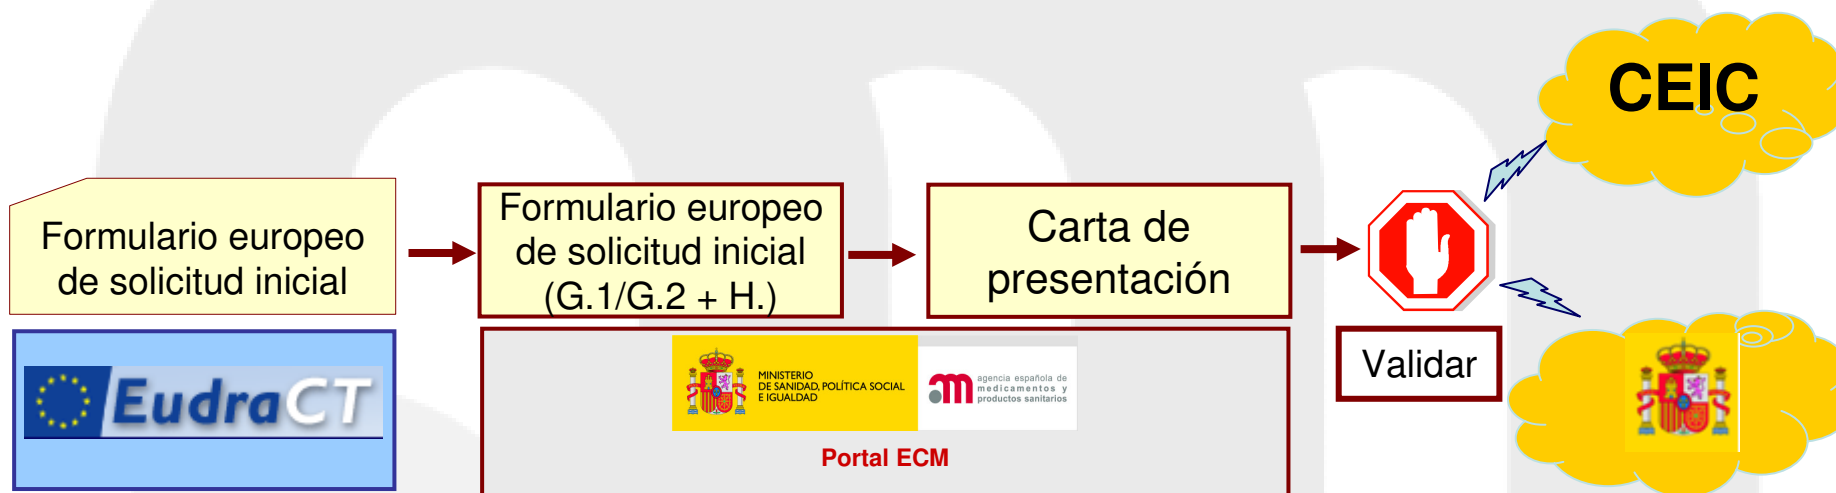 CEIC
Formulario europeo
de solicitud inicial
Formulario europeo
de solicitud inicial
(G.1/G.2 + H.)
Carta de
presentación
Validar
EudraCT
MINISTERIO
DE SANIDAD, POLÍTICA SOCIAL
E IGUALDAD
am
agencia española de
medicamentos y
productos sanitarios
Portal ECM